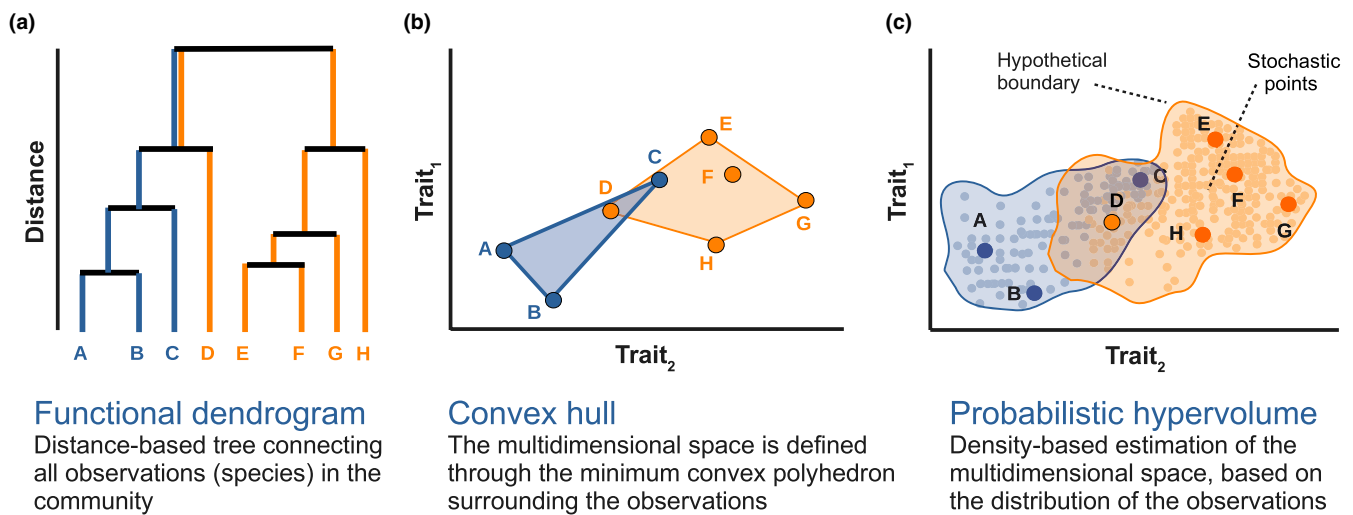 (a)
Distance
A B C D E F G H
Functional dendrogram
Distance-based tree connecting
all observations (species) in the
community
(b)
Trait1
E
C
F
D
G
A
H
B
Trait2
Convex hull
The multidimensional space is defined
through the minimum convex polyhedron
surrounding the observations
(c)
Hypothetical
boundary
Stochastic
points
Trait1
E
C
D
F
A
H
G
B
Trait2
Probabilistic hypervolume
Density-based estimation of the
multidimensional space, based on
the distribution of the observations